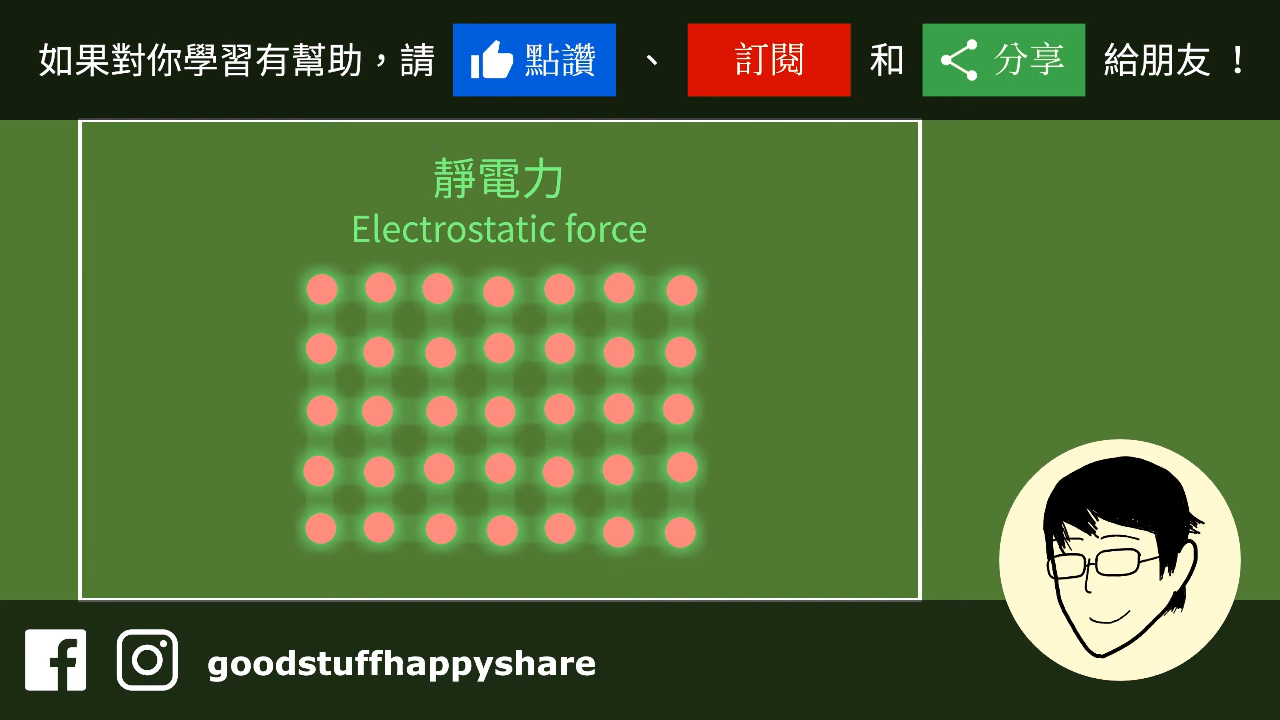 如果對你學習有幫助，請 點讚 、 訂閱 和 分享 給朋友 ！
靜電力
Electrostatic force
goodstuffhappyshare